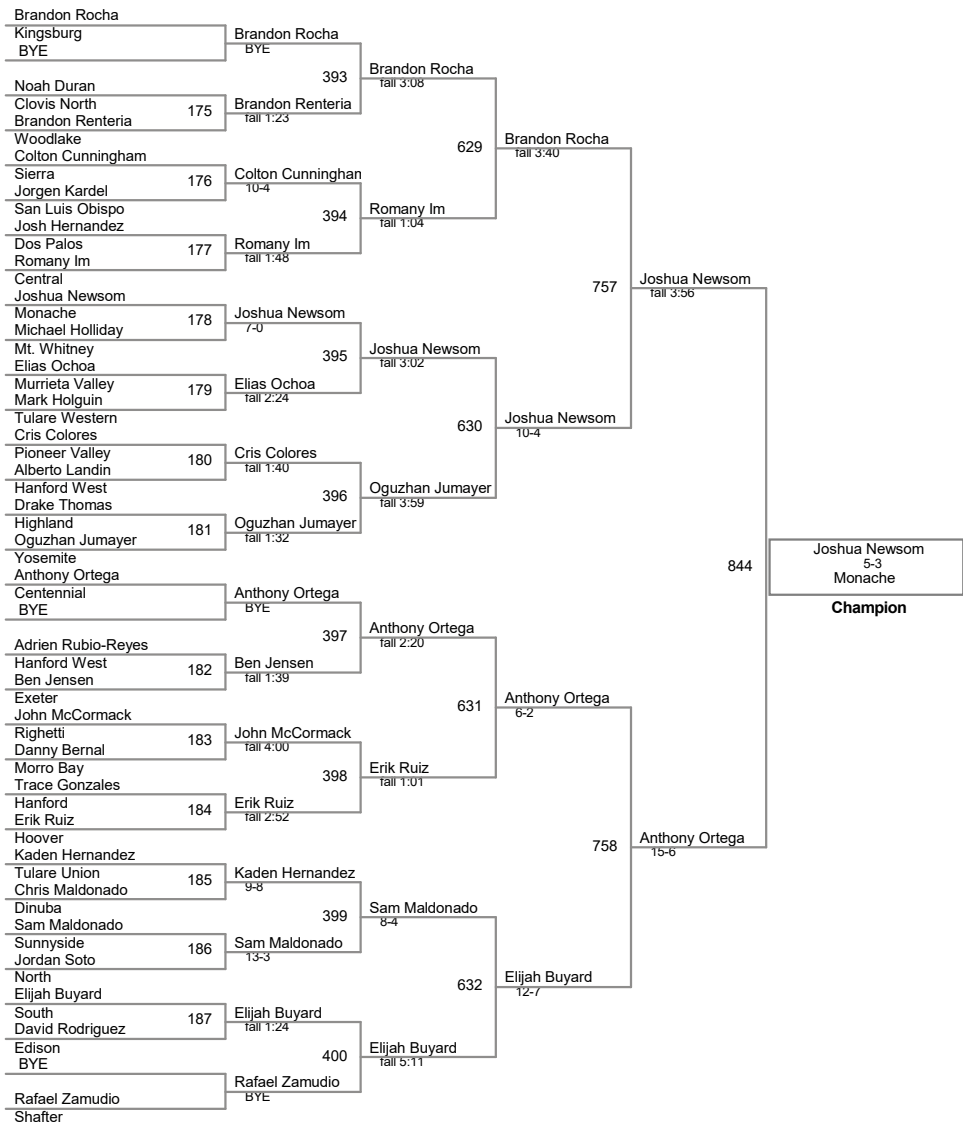 Brandon Rocha
Kingsburg
BYE
Noah Duran
Clovis North
Brandon Renteria
Woodlake
Colton Cunningham
Sierra
Jorgen Kardel
San Luis Obispo
Josh Hernandez
Dos Palos
Romany Im
Central
Joshua Newsom
Monache
Michael Holliday
Mt. Whitney
Elias Ochoa
Murrieta Valley
Mark Holguin
Tulare Western
Cris Colores
Pioneer Valley
Alberto Landin
Hanford West
Drake Thomas
Highland
Oguzhan Jumayer
Yosemite
Anthony Ortega
Centennial
BYE
Adrien Rubio-Reyes
Hanford West
Ben Jensen
Exeter
John McCormack
Righetti
Danny Bernal
Morro Bay
Trace Gonzales
Hanford
Erik Ruiz
Hoover
Kaden Hernandez
Tulare Union
Chris Maldonado
Dinuba
Sam Maldonado
Sunnyside
Jordan Soto
North
Elijah Buyard
South
David Rodriguez
Edison
BYE
Rafael Zamudio
Shafter
175
176
177
178
179
180
181
182
183
184
185
186
187
Brandon Rocha
BYE
Brandon Renteria
fall 1:23
Colton Cunninghan
10-4
Romany Im
fall 1:48
Joshua Newsom
7-0
Elias Ochoa
fall 2:24
Cris Colores
fall 1:40
Oguzhan Jumayer
fall 1:32
Anthony Ortega
BYE
Ben Jensen
fall 1:39
John McCormack
fall 4:00
Erik Ruiz
fall 2:52
Kaden Hernandez
9-8
Sam Maldonado
13-3
Elijah Buyard
fall 1:24
Rafael Zamudio
BYE
393
394
395
396
397
398
399
400
Brandon Rocha
fall 3:08
Romany Im
fall 1:04
Joshua Newsom
fall 3:02
Oguzhan Jumayer
fall 3:59
Anthony Ortega
fall 2:20
Erik Ruiz
fall 1:01
Sam Maldonado
8-4
Elijah Buyard
fall 5:11
629
630
631
632
Brandon Rocha
fall 3:40
Joshua Newsom
10-4
Anthony Ortega
6-2
Elijah Buyard
12-7
757
758
Joshua Newsom
fall 3:56
Anthony Ortega
15-6
844
Joshua Newsom
5-3
Monache
Champion